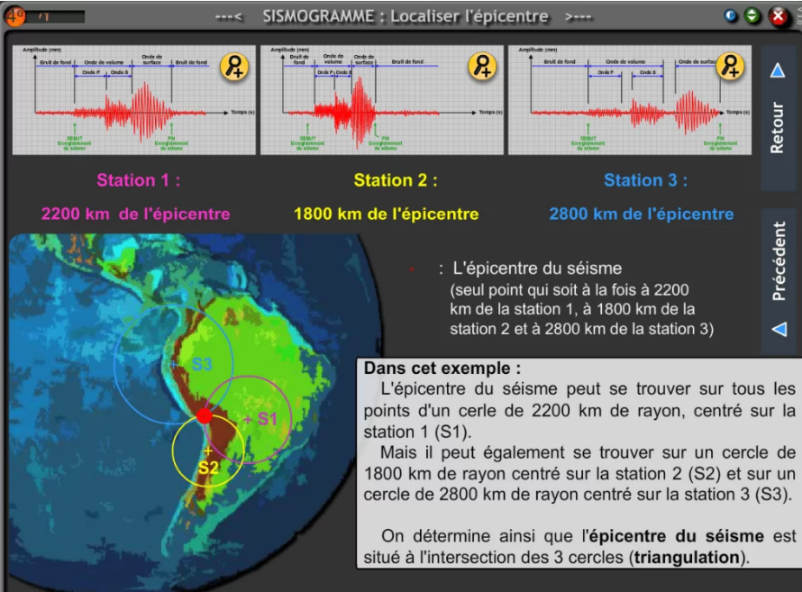 4°
---< SISMOGRAMME : Localiser l'épicentre >---
Amplitude (mm)
Bruit de fond
Onde de volume
Onde de surface
Bruit de fond
Onde P
Onde S
Temps (s)
DEBUT
Enregistrement du séisme
FIN
Enregistrement du séisme
Amplitude (mm)
Bruit de fond
Onde de volume
Onde de surface
Bruit de fond
Onde P
Onde S
Temps (s)
DEBUT
Enregistrement du séisme
FIN
Enregistrement du séisme
Amplitude (mm)
Bruit de fond
Onde de volume
Onde de surface
Onde P
Onde S
Temps (s)
DEBUT
Enregistrement du séisme
FIN
Enregistrement du séisme
Retour
Station 1 :
2200 km de l'épicentre
Station 2 :
1800 km de l'épicentre
Station 3 :
2800 km de l'épicentre
Précédent
: L'épicentre du séisme
(seul point qui soit à la fois à 2200
km de la station 1, à 1800 km de la
station 2 et à 2800 km de la station 3)
S3
S1
S2
Dans cet exemple :
L'épicentre du séisme peut se trouver sur tous les
points d'un cerle de 2200 km de rayon, centré sur la
station 1 (S1).
Mais il peut également se trouver sur un cercle de
1800 km de rayon centré sur la station 2 (S2) et sur un
cercle de 2800 km de rayon centré sur la station 3 (S3).
On détermine ainsi que l'épicentre du séisme est
situé à l'intersection des 3 cercles (triangulation).